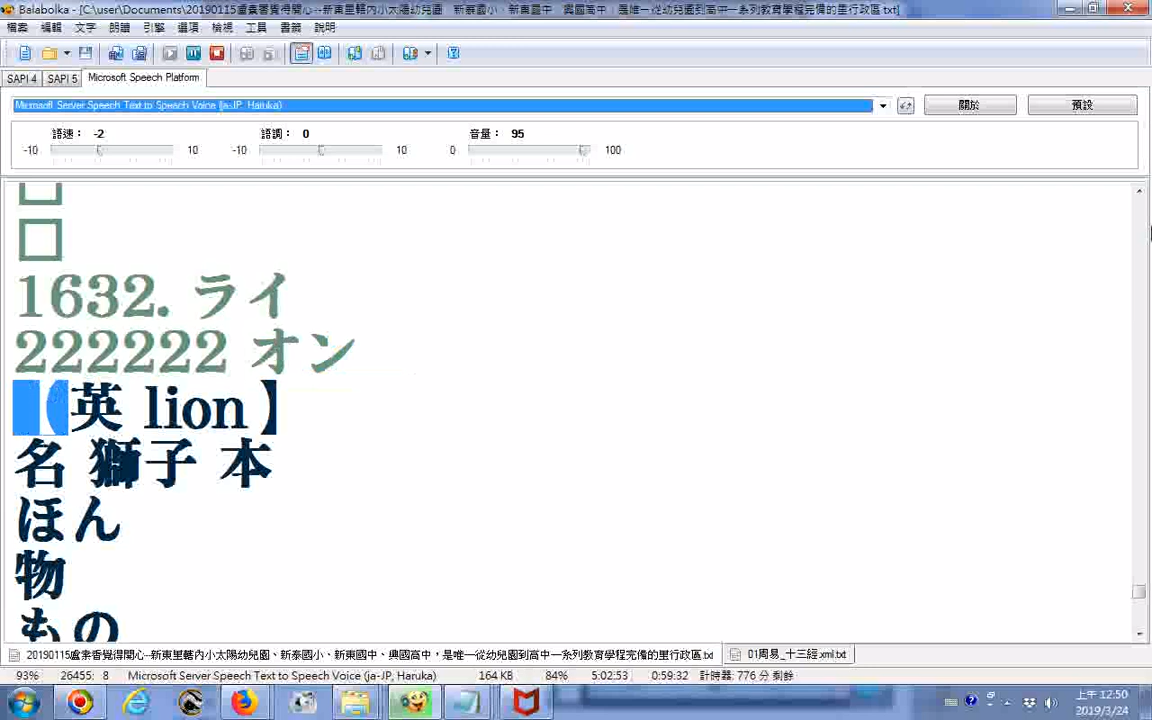 Balabolka - [C:\user\Documents\20190115盧素香覺得開心--新東里轄內小太陽幼兒園、新泰國小、新東國中、興國高中，是唯一從幼兒園到高中一系列教育學程完備的里行政區.txt]
檔案 編輯 文字 朗讀 引擎 選項 檢視 工具 書籤 說明
SAPI 4 SAPI 5 Microsoft Speech Platform
Microsoft Server Speech Text to Speech Voice (ja-JP, Haruka)
關於 預設
語速： -2 語調： 0 音量： 95
-10 10 -10 10 0 100
1632. ライ
222222 オン
【英 lion】
名 獅子 本
ほん
物
もの
20190115盧素香覺得開心--新東里轄內小太陽幼兒園、新泰國小、新東國中、興國高中，是唯一從幼兒園到高中一系列教育學程完備的里行政區.txt 01周易_十三經.xml.txt
93% 26455: 8 Microsoft Server Speech Text to Speech Voice (ja-JP, Haruka) 164 KB 84% 5:02:53 0:59:32 計時器: 776 分 剩餘
上午 12:50
2019/3/24